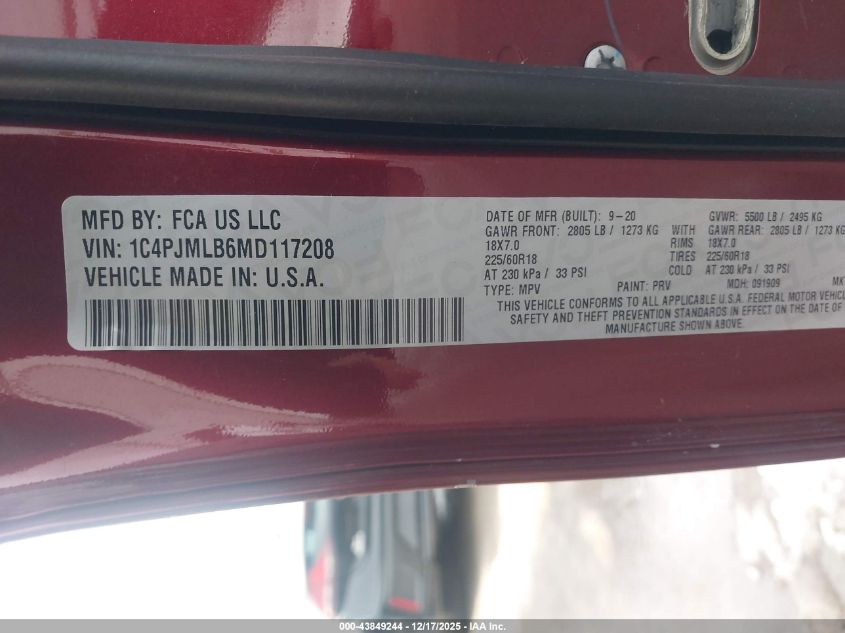 MFD BY: FCA US LLC
VIN: 1C4PJMLB6MD117208
VEHICLE MADE IN: U.S.A.
DATE OF MFR (BUILT): 9-20 GVWR: 5500 LB / 2495 KG
GAWR FRONT: 2805 LB / 1273 KG WITH GAWR REAR: 2805 LB / 1273 KG
18X7.0 RIMS 18X7.0
225/60R18 TIRES 225/60R18
AT 230 kPa / 33 PSI COLD AT 230 kPa / 33 PSI
TYPE: MPV PAINT: PRV MDH: 091909 MK
THIS VEHICLE CONFORMS TO ALL APPLICABLE U.S.A. FEDERAL MOTOR VEHICL
SAFETY AND THEFT PREVENTION STANDARDS IN EFFECT ON THE DATE OF
MANUFACTURE SHOWN ABOVE.
000-43849244 - 12/17/2025 - IAA, Inc.